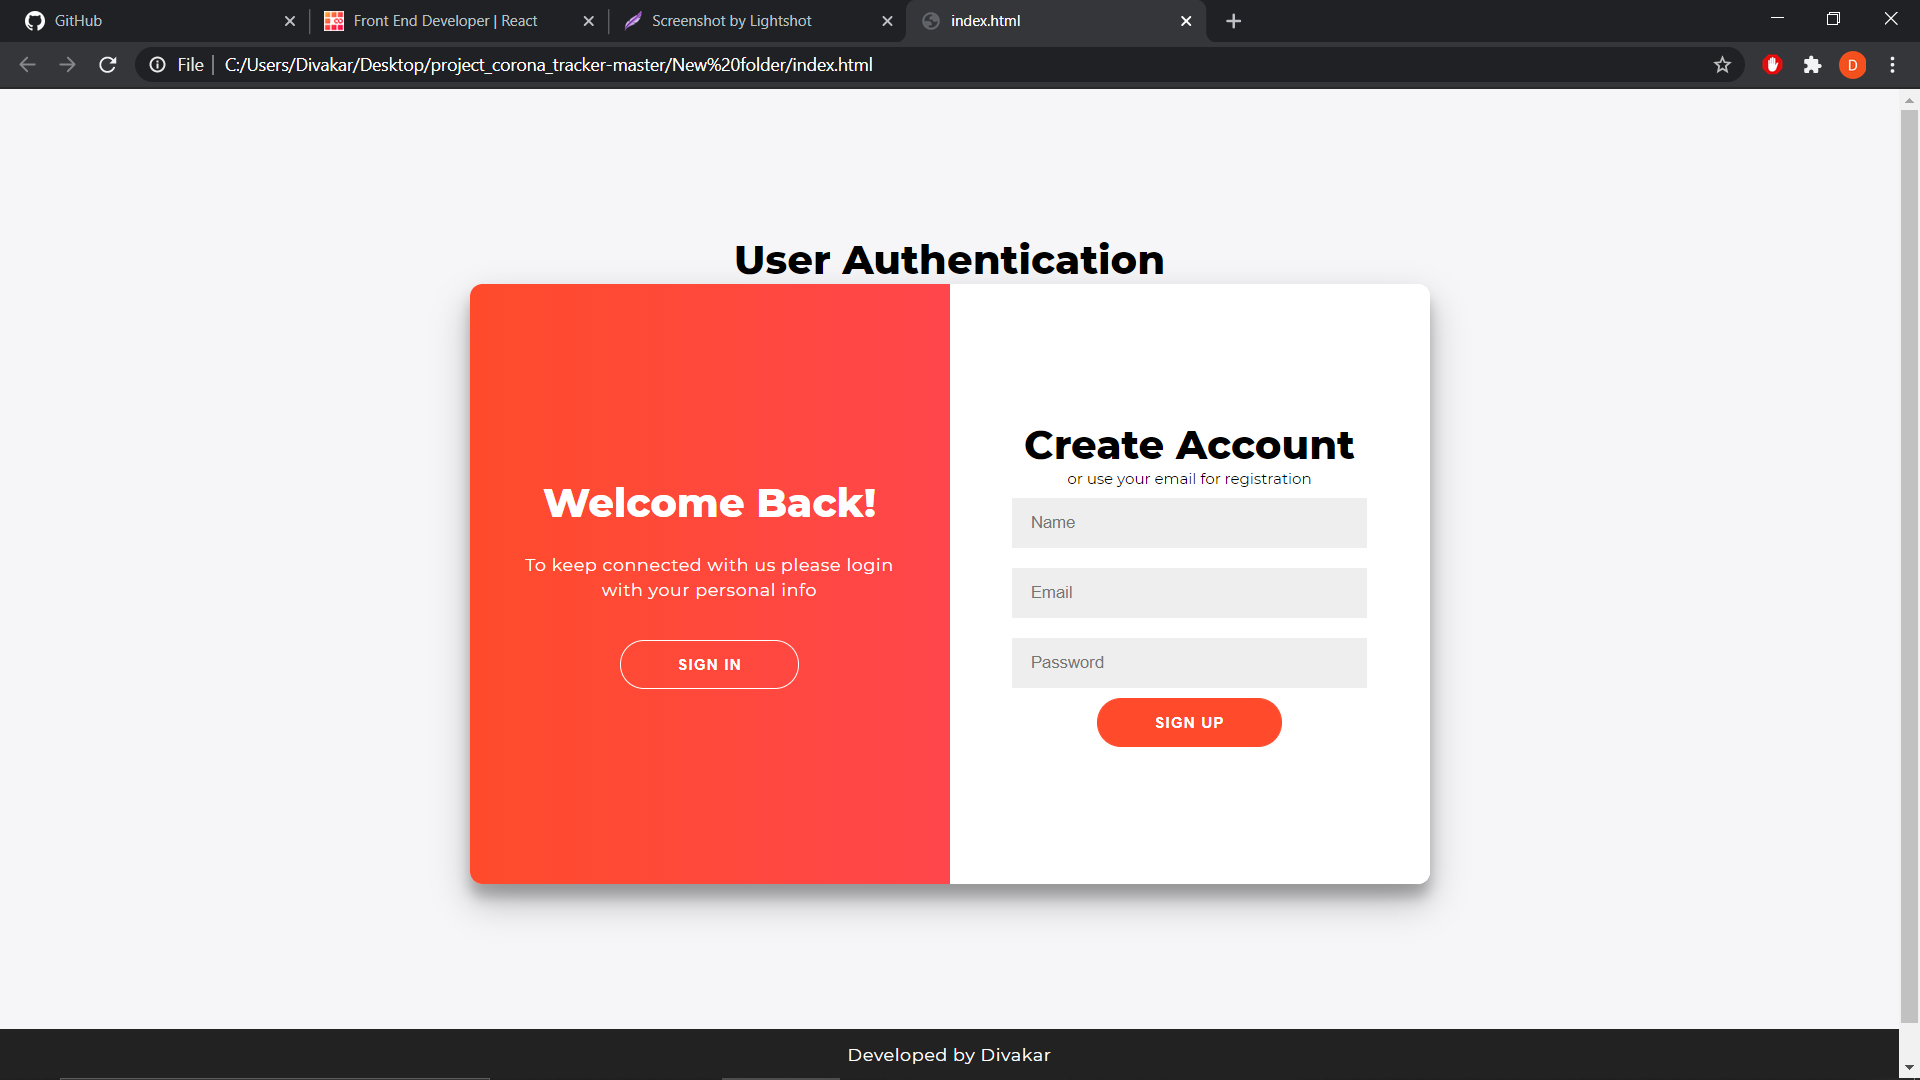 GitHub
Front End Developer | React
Screenshot by Lightshot
index.html
File
C:/Users/Divakar/Desktop/project_corona_tracker-master/New%20folder/index.html
D
User Authentication
Welcome Back!
To keep connected with us please login
with your personal info
SIGN IN
Create Account
or use your email for registration
Name
Email
Password
SIGN UP
Developed by Divakar